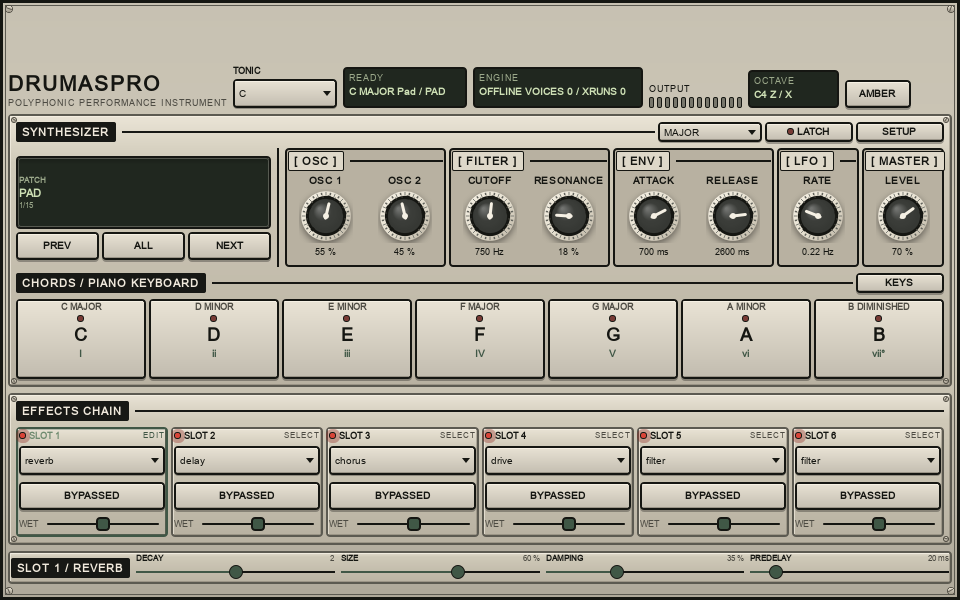 DRUMASPRO
POLYPHONIC PERFORMANCE INSTRUMENT
TONIC
C
READY
C MAJOR Pad / PAD
ENGINE
OFFLINE VOICES 0 / XRUNS 0
OUTPUT
OCTAVE
C4 Z / X
AMBER
SYNTHESIZER
MAJOR
LATCH
SETUP
PATCH
PAD
1/15
PREV
ALL
NEXT
[ OSC ]
OSC 1
OSC 2
55 %
45 %
[ FILTER ]
CUTOFF
RESONANCE
750 Hz
18 %
[ ENV ]
ATTACK
RELEASE
700 ms
2600 ms
[ LFO ]
RATE
0.22 Hz
[ MASTER ]
LEVEL
70 %
CHORDS / PIANO KEYBOARD
KEYS
C MAJOR
C
I
D MINOR
D
ii
E MINOR
E
iii
F MAJOR
F
IV
G MAJOR
G
V
A MINOR
A
vi
B DIMINISHED
B
vii°
EFFECTS CHAIN
SLOT 1 EDIT
reverb
BYPASSED
WET
SLOT 2 SELECT
delay
BYPASSED
WET
SLOT 3 SELECT
chorus
BYPASSED
WET
SLOT 4 SELECT
drive
BYPASSED
WET
SLOT 5 SELECT
filter
BYPASSED
WET
SLOT 6 SELECT
filter
BYPASSED
WET
SLOT 1 / REVERB
DECAY 2
SIZE 60 %
DAMPING 35 %
PREDELAY 20 ms